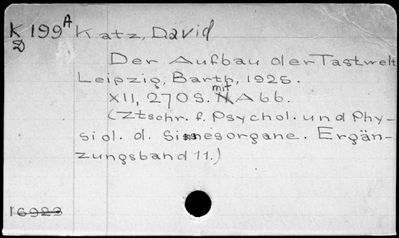 K 199 A Katz, David
D
Der Aufbau der Tastwelt
Leipzig, Barth, 1925.
XII, 270 S. mit Abb.
(Ztschr. f. Psychol. und Phy-
siol. d. Sinnesorgane. Ergän-
zungsband 11.)
16923